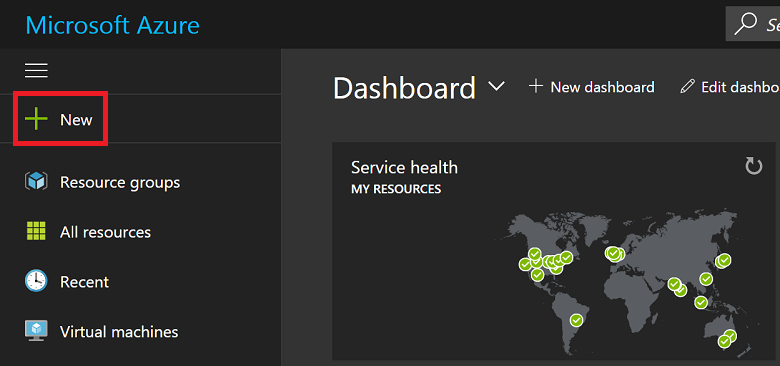 Microsoft Azure
New
Resource groups
All resources
Recent
Virtual machines
Dashboard
New dashboard
Edit dashbo
Service health
MY RESOURCES